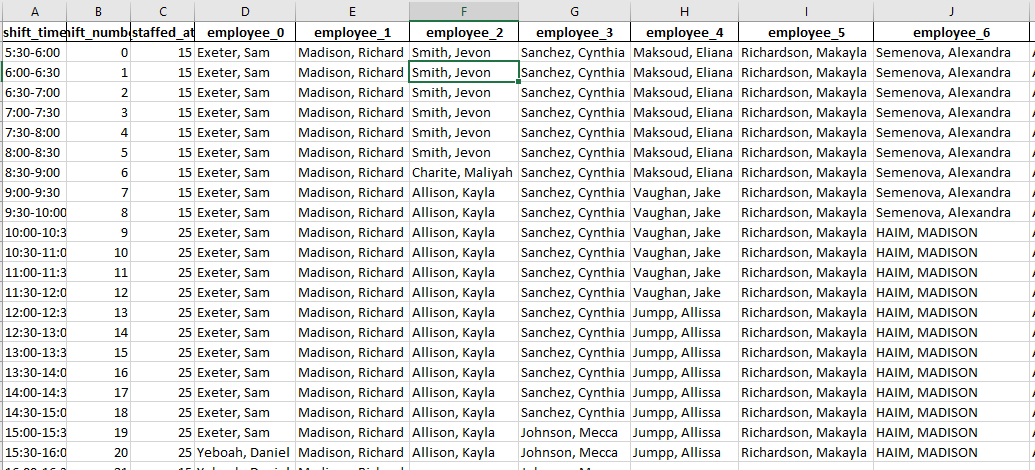 A B C D E F G H I J
shift_time ift_numbe staffed_at employee_0 employee_1 employee_2 employee_3 employee_4 employee_5 employee_6
5:30-6:00 0 15 Exeter, Sam Madison, Richard Smith, Jevon Sanchez, Cynthia Maksoud, Eliana Richardson, Makayla Semenova, Alexandra
6:00-6:30 1 15 Exeter, Sam Madison, Richard Smith, Jevon Sanchez, Cynthia Maksoud, Eliana Richardson, Makayla Semenova, Alexandra
6:30-7:00 2 15 Exeter, Sam Madison, Richard Smith, Jevon Sanchez, Cynthia Maksoud, Eliana Richardson, Makayla Semenova, Alexandra
7:00-7:30 3 15 Exeter, Sam Madison, Richard Smith, Jevon Sanchez, Cynthia Maksoud, Eliana Richardson, Makayla Semenova, Alexandra
7:30-8:00 4 15 Exeter, Sam Madison, Richard Smith, Jevon Sanchez, Cynthia Maksoud, Eliana Richardson, Makayla Semenova, Alexandra
8:00-8:30 5 15 Exeter, Sam Madison, Richard Smith, Jevon Sanchez, Cynthia Maksoud, Eliana Richardson, Makayla Semenova, Alexandra
8:30-9:00 6 15 Exeter, Sam Madison, Richard Charite, Maliyah Sanchez, Cynthia Maksoud, Eliana Richardson, Makayla Semenova, Alexandra
9:00-9:30 7 15 Exeter, Sam Madison, Richard Allison, Kayla Sanchez, Cynthia Vaughan, Jake Richardson, Makayla Semenova, Alexandra
9:30-10:00 8 15 Exeter, Sam Madison, Richard Allison, Kayla Sanchez, Cynthia Vaughan, Jake Richardson, Makayla Semenova, Alexandra
10:00-10:3 9 25 Exeter, Sam Madison, Richard Allison, Kayla Sanchez, Cynthia Vaughan, Jake Richardson, Makayla HAIM, MADISON
10:30-11:0 10 25 Exeter, Sam Madison, Richard Allison, Kayla Sanchez, Cynthia Vaughan, Jake Richardson, Makayla HAIM, MADISON
11:00-11:3 11 25 Exeter, Sam Madison, Richard Allison, Kayla Sanchez, Cynthia Vaughan, Jake Richardson, Makayla HAIM, MADISON
11:30-12:0 12 25 Exeter, Sam Madison, Richard Allison, Kayla Sanchez, Cynthia Vaughan, Jake Richardson, Makayla HAIM, MADISON
12:00-12:3 13 25 Exeter, Sam Madison, Richard Allison, Kayla Sanchez, Cynthia Jumpp, Allissa Richardson, Makayla HAIM, MADISON
12:30-13:0 14 25 Exeter, Sam Madison, Richard Allison, Kayla Sanchez, Cynthia Jumpp, Allissa Richardson, Makayla HAIM, MADISON
13:00-13:3 15 25 Exeter, Sam Madison, Richard Allison, Kayla Sanchez, Cynthia Jumpp, Allissa Richardson, Makayla HAIM, MADISON
13:30-14:0 16 25 Exeter, Sam Madison, Richard Allison, Kayla Sanchez, Cynthia Jumpp, Allissa Richardson, Makayla HAIM, MADISON
14:00-14:3 17 25 Exeter, Sam Madison, Richard Allison, Kayla Sanchez, Cynthia Jumpp, Allissa Richardson, Makayla HAIM, MADISON
14:30-15:0 18 25 Exeter, Sam Madison, Richard Allison, Kayla Sanchez, Cynthia Jumpp, Allissa Richardson, Makayla HAIM, MADISON
15:00-15:3 19 25 Exeter, Sam Madison, Richard Allison, Kayla Johnson, Mecca Jumpp, Allissa Richardson, Makayla HAIM, MADISON
15:30-16:0 20 25 Yeboah, Daniel Madison, Richard Allison, Kayla Johnson, Mecca Jumpp, Allissa Richardson, Makayla HAIM, MADISON